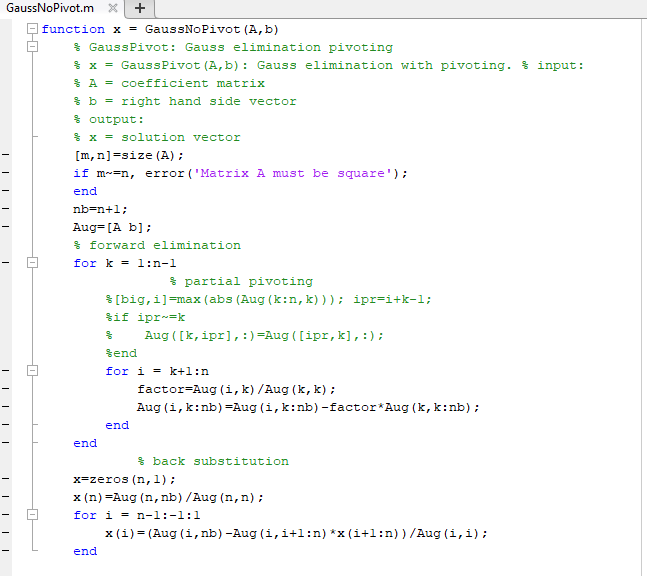 GaussNoPivot.m
function x = GaussNoPivot(A,b)
% GaussPivot: Gauss elimination pivoting
% x = GaussPivot(A,b): Gauss elimination with pivoting. % input:
% A = coefficient matrix
% b = right hand side vector
% output:
% x = solution vector
[m,n]=size(A);
if m~=n, error('Matrix A must be square');
end
nb=n+1;
Aug=[A b];
% forward elimination
for k = 1:n-1
% partial pivoting
%[big,i]=max(abs(Aug(k:n,k))); ipr=i+k-1;
%if ipr~=k
%    Aug([k,ipr],:)=Aug([ipr,k],:);
%end
for i = k+1:n
factor=Aug(i,k)/Aug(k,k);
Aug(i,k:nb)=Aug(i,k:nb)-factor*Aug(k,k:nb);
end
end
% back substitution
x=zeros(n,1);
x(n)=Aug(n,nb)/Aug(n,n);
for i = n-1:-1:1
x(i)=(Aug(i,nb)-Aug(i,i+1:n)*x(i+1:n))/Aug(i,i);
end